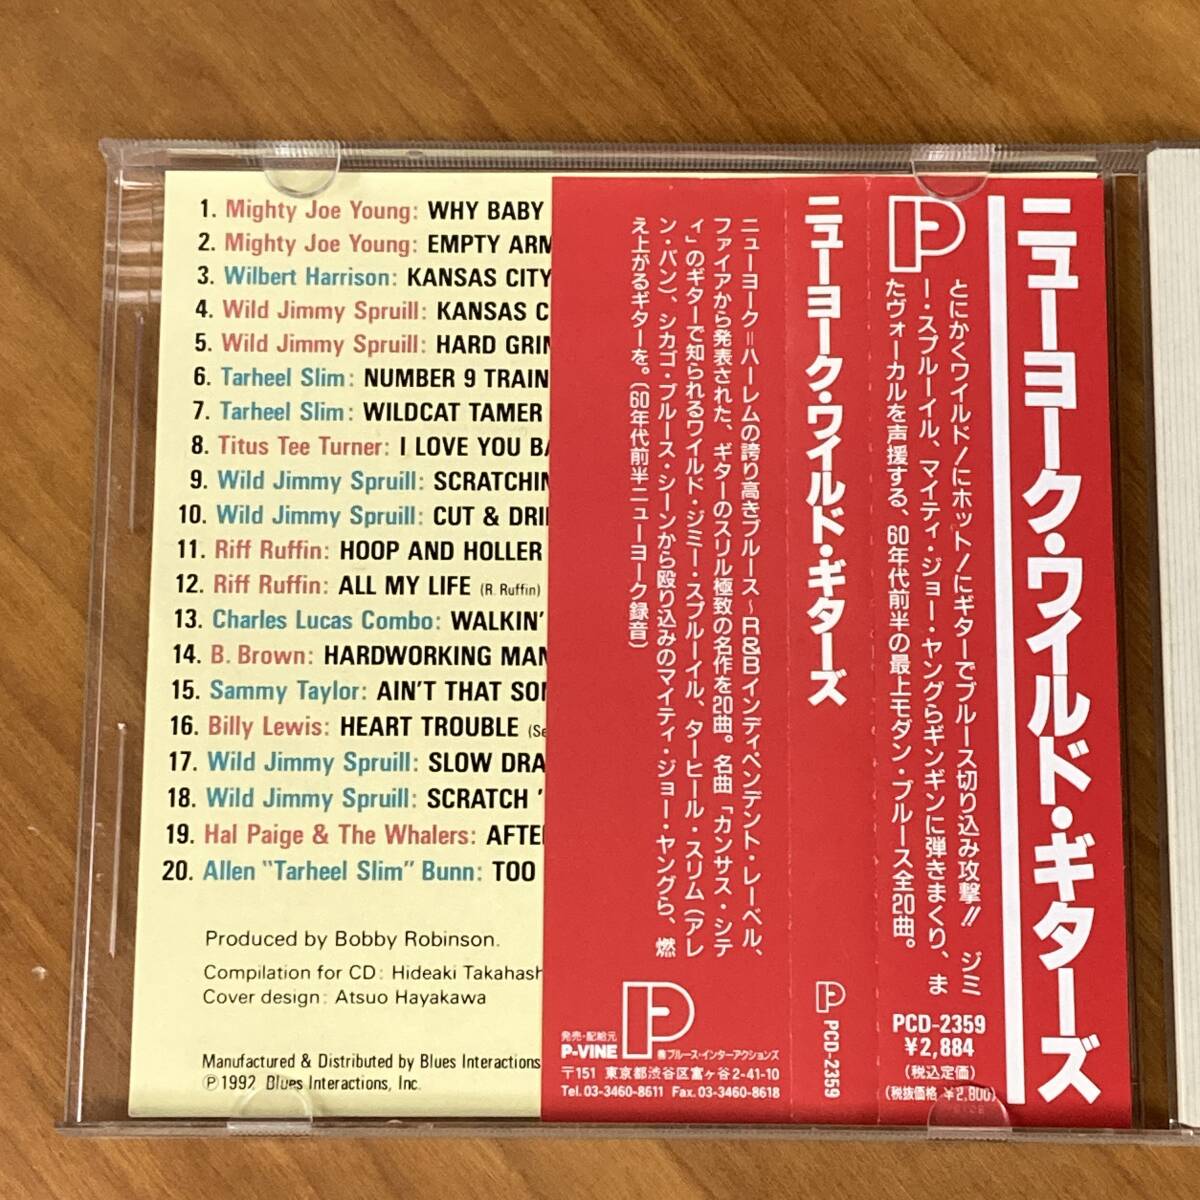 1. Mighty Joe Young: WHY BABY
2. Mighty Joe Young: EMPTY ARM
3. Wilbert Harrison: KANSAS CITY
4. Wild Jimmy Spruill: KANSAS C
5. Wild Jimmy Spruill: HARD GRIN
6. Tarheel Slim: NUMBER 9 TRAIN
7. Tarheel Slim: WILDCAT TAMER
8. Titus Tee Turner: I LOVE YOU BA
9. Wild Jimmy Spruill: SCRATCHIN
10. Wild Jimmy Spruill: CUT & DRI
11. Riff Ruffin: HOOP AND HOLLER
12. Riff Ruffin: ALL MY LIFE (R. Ruffin)
13. Charles Lucas Combo: WALKIN'
14. B. Brown: HARDWORKING MAN
15. Sammy Taylor: AIN'T THAT SO
16. Billy Lewis: HEART TROUBLE (Se
17. Wild Jimmy Spruill: SLOW DRA
18. Wild Jimmy Spruill: SCRATCH '
19. Hal Paige & The Whalers: AFTE
20. Allen "Tarheel Slim" Bunn: TOO
Produced by Bobby Robinson.
Compilation for CD: Hideaki Takahash
Cover design: Atsuo Hayakawa
Manufactured & Distributed by Blues Interactions
Ⓟ1992 Blues Interactions, Inc.
ニューヨーク・ワイルド・ギターズ
とにかくワイルド!にホット!にギターでブルース切り込み攻撃!! ジミ
ー・スプルーイル、マイティ・ジョー・ヤングらギンギンに弾きまくり、ま
たヴォーカルを声援する、60年代前半の最上モダン・ブルース全20曲。
PCD-2359
¥2,884
(税込定価)
(税抜価格 ¥2,800)
ニューヨーク・ワイルド・ギターズ
PCD-2359
ニューヨーク=ハーレムの誇り高きブルース~R&Bインディペンデント・レーベル、
ファイアから発表された、ギターのスリル極致の名作を20曲。名曲「カンサス・シテ
ィ」のギターで知られるワイルド・ジミー・スプルーイル、ターヒール・スリム(アレ
ン・バン)、シカゴ・ブルース・シーンから殴り込みのマイティ・ジョー・ヤングら、燃
え上がるギターを。(60年代前半ニューヨーク録音)
発売・配給元
P-VINE
㈱ブルース・インターアクションズ
〒151 東京都渋谷区富ヶ谷2-41-10
Tel. 03-3460-8611 Fax. 03-3460-8618